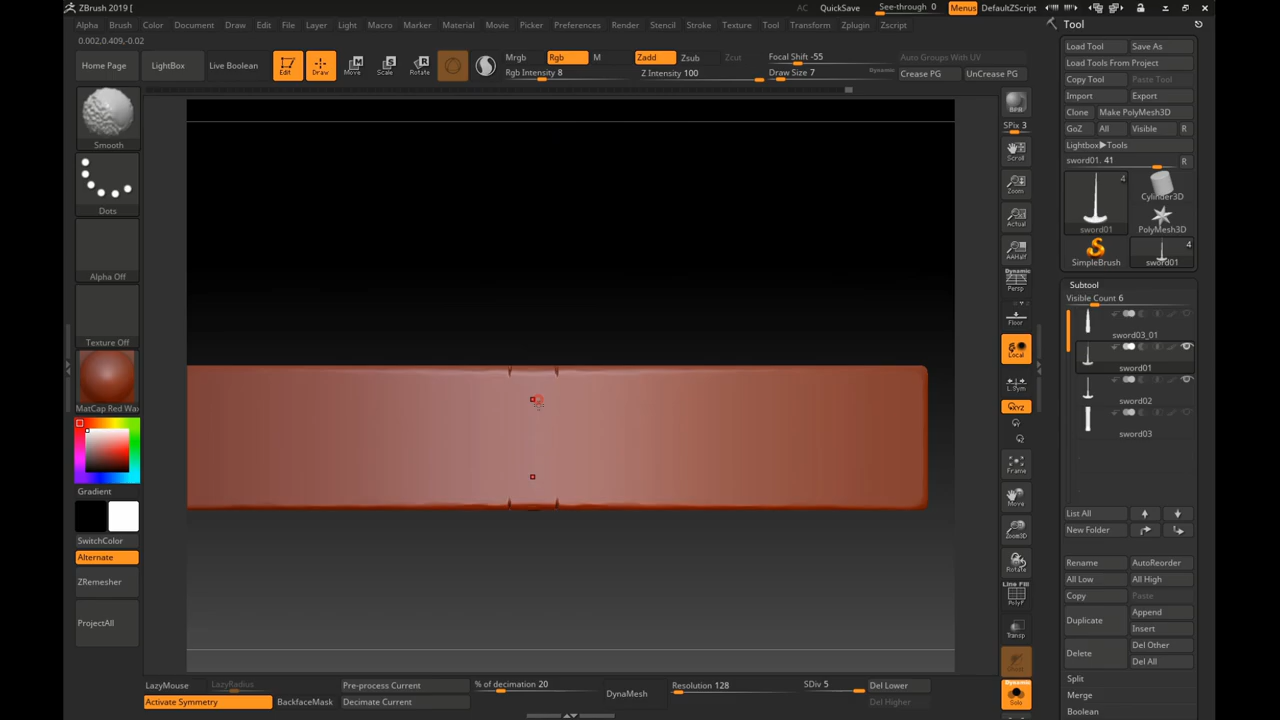 ZBrush 2019 [
AC QuickSave See-through 0 Menus DefaultZScript
Alpha Brush Color Document Draw Edit File Layer Light Macro Marker Material Movie Picker Preferences Render Stencil Stroke Texture Tool Transform Zplugin Zscript
0.002,0.409,-0.02
Home Page LightBox Live Boolean Edit Draw Move Scale Rotate
Mrgb Rgb M
Rgb Intensity 8
Zadd Zsub Zcut
Z Intensity 100
Focal Shift -55
Draw Size 7 Dynamic
Auto Groups With UV
Crease PG UnCrease PG
Smooth
Dots
Alpha Off
Texture Off
MatCap Red Wax
Gradient
SwitchColor
Alternate
ZRemesher
ProjectAll
BPR
SPix 3
Scroll
Zoom
Actual
AAHalf
Dynamic
Persp
Floor
Local
L.Sym
XYZ
Frame
Move
Zoom3D
Rotate
Line Fill
PolyF
Transp
Dynamic
Solo
Tool
Load Tool Save As
Load Tools From Project
Copy Tool Paste Tool
Import Export
Clone Make PolyMesh3D
GoZ All Visible R
Lightbox▶Tools
sword01. 41 R
4
Cylinder3D
sword01 PolyMesh3D
4
SimpleBrush sword01
Subtool
Visible Count 6
sword03_01
sword01
sword02
sword03
List All
New Folder
Rename AutoReorder
All Low All High
Copy Paste
Duplicate Append
Insert
Delete Del Other
Del All
Split
Merge
Boolean
LazyMouse LazyRadius Pre-process Current % of decimation 20 DynaMesh Resolution 128 SDiv 5 Del Lower
Activate Symmetry BackfaceMask Decimate Current Del Higher